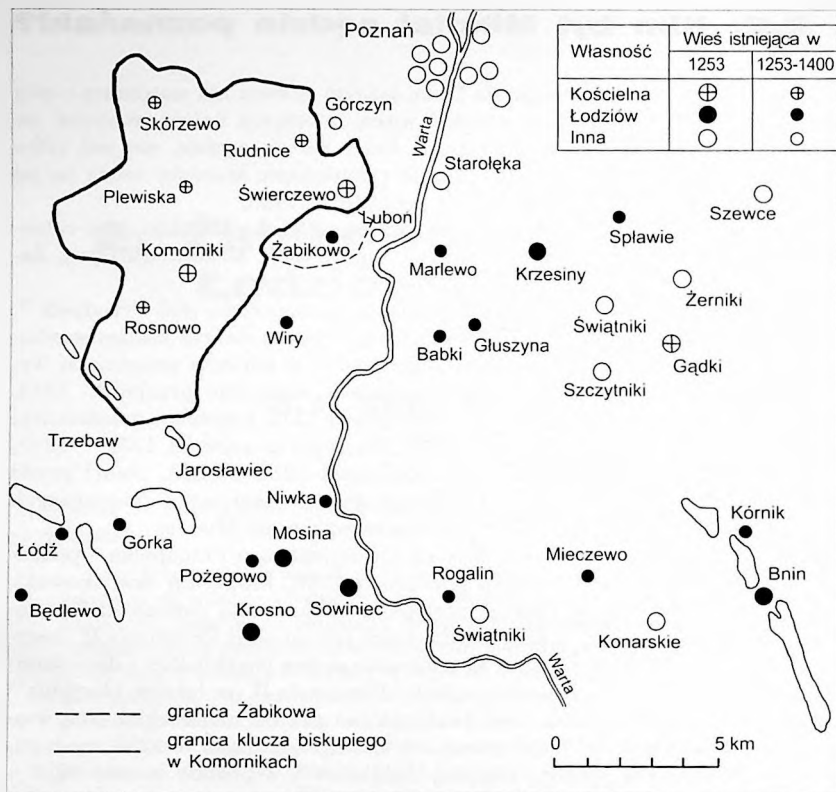 Poznań
Własność
Wieś istniejąca w
1253
1253-1400
Kościelna
Łodziów
Inna
Skórzewo
Górczyn
Rudnice
Warta
Starołęka
Plewiska
Świerczewo
Szewce
Luboń
Spławie
Komorniki
Żabikowo
Marlewo
Krzesiny
Żerniki
Rosnowo
Wiry
Świątniki
Babki
Głuszyna
Gądki
Szczytniki
Trzebaw
Jarosławiec
Niwka
Kórnik
Łódź
Górka
Mosina
Mieczewo
Bnin
Pożegowo
Rogalin
Będlewo
Krosno
Sowiniec
Świątniki
Konarskie
Warta
granica Żabikowa
granica klucza biskupiego
w Komornikach
0
5 km